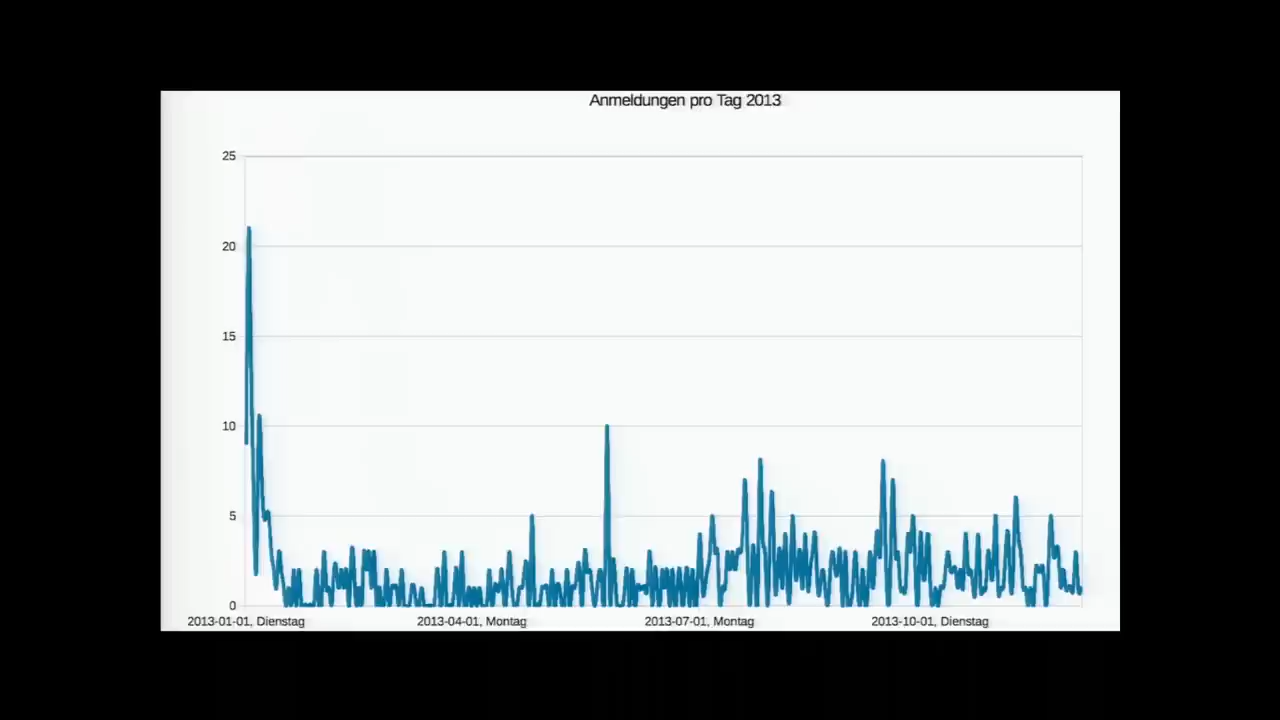 Anmeldungen pro Tag 2013
25
20
15
10
5
0
2013-01-01, Dienstag
2013-04-01, Montag
2013-07-01, Montag
2013-10-01, Dienstag